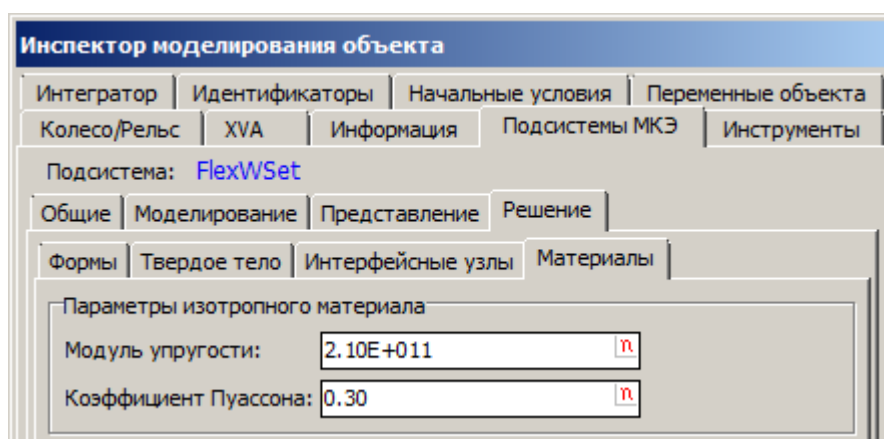 Инспектор моделирования объекта
Интегратор Идентификаторы Начальные условия Переменные объекта
Колесо/Рельс XVA Информация Подсистемы МКЭ Инструменты
Подсистема: FlexWSet
Общие Моделирование Представление Решение
Формы Твердое тело Интерфейсные узлы Материалы
Параметры изотропного материала
Модуль упругости: 2.10E+011 n
Коэффициент Пуассона: 0.30 n